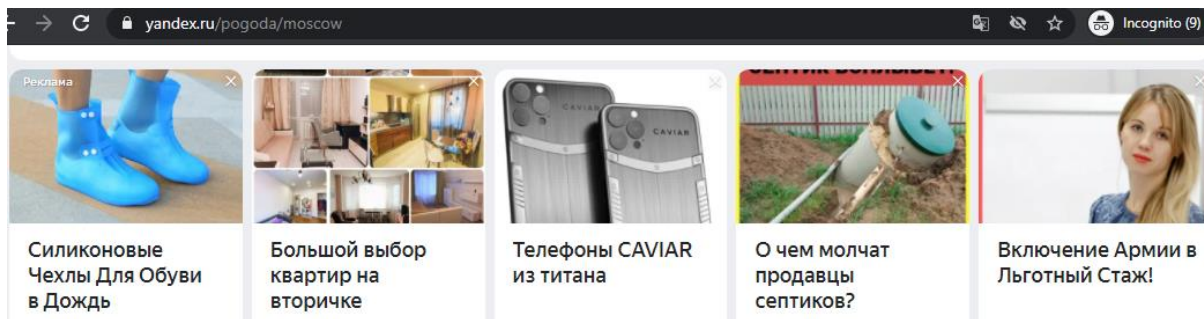 yandex.ru/pogoda/moscow
Incognito (9)
Реклама
CAVIAR
CAVIAR
Силиконовые
Чехлы Для Обуви
в Дождь
Большой выбор
квартир на
вторичке
Телефоны CAVIAR
из титана
О чем молчат
продавцы
септиков?
Включение Армии в
Льготный Стаж!